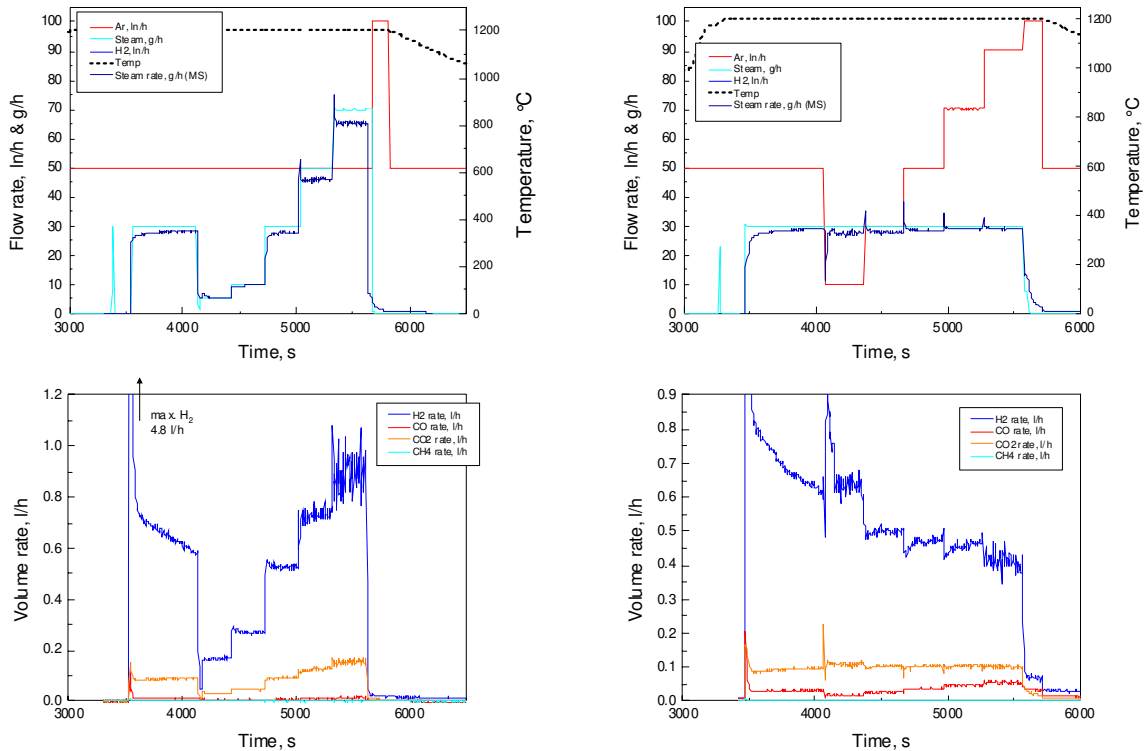 Ar, ln/h
Steam, g/h
H2, ln/h
Temp
Steam rate, g/h (MS)
100
90
80
70
60
50
40
30
20
10
0
Flow rate, ln/h & g/h
1200
1000
800
600
400
200
0
Temperature, °C
3000 4000 5000 6000
Time, s
Ar, ln/h
Steam, g/h
H2, ln/h
Temp
Steam rate, g/h (MS)
100
90
80
70
60
50
40
30
20
10
0
Flow rate, ln/h & g/h
1200
1000
800
600
400
200
0
Temperature, °C
3000 4000 5000 6000
Time, s
max. H2
4.8 l/h
H2 rate, l/h
CO rate, l/h
CO2 rate, l/h
CH4 rate, l/h
1.2
1.0
0.8
0.6
0.4
0.2
0.0
Volume rate, l/h
3000 4000 5000 6000
Time, s
H2 rate, l/h
CO rate, l/h
CO2 rate, l/h
CH4 rate, l/h
0.9
0.8
0.7
0.6
0.5
0.4
0.3
0.2
0.1
0.0
Volume rate, l/h
3000 4000 5000 6000
Time, s